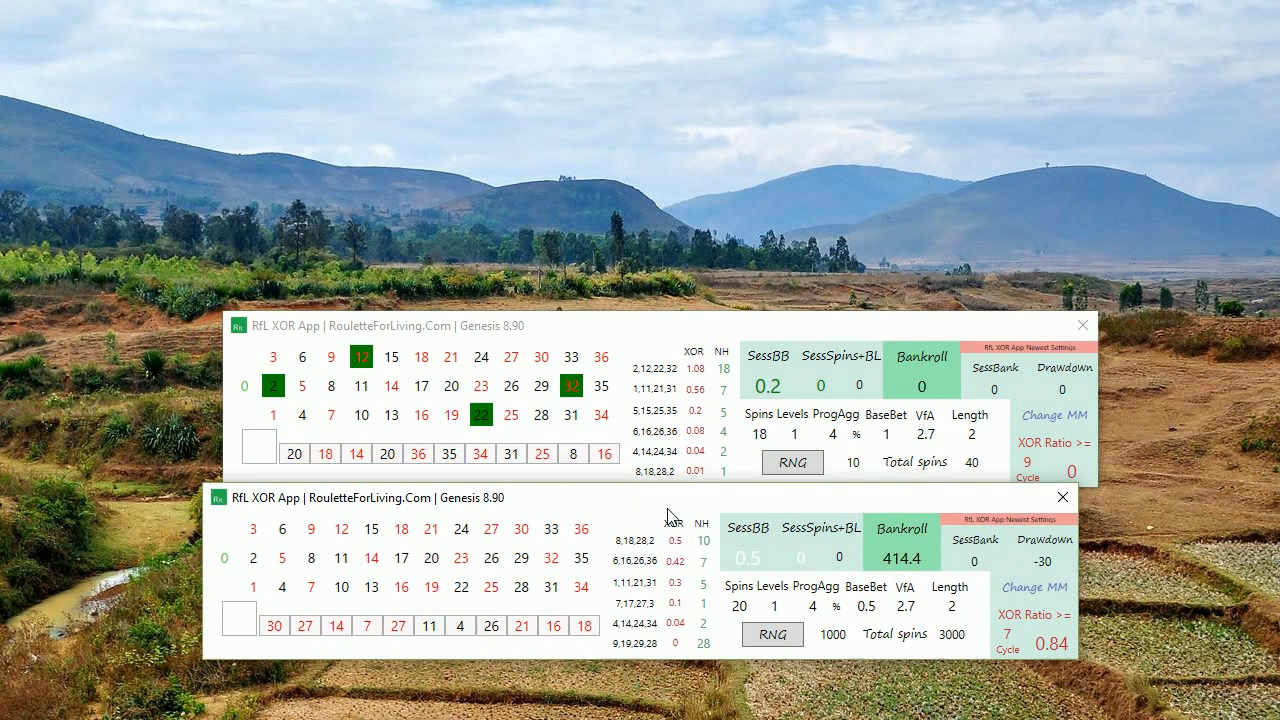 RfL RfL XOR App | RouletteForLiving.Com | Genesis 8.90
3 6 9 12 15 18 21 24 27 30 33 36
0 2 5 8 11 14 17 20 23 26 29 32 35
1 4 7 10 13 16 19 22 25 28 31 34
20 18 14 20 36 35 34 31 25 8 16
XOR NH
2,12,22,32 1.08 18
1,11,21,31 0.56 7
5,15,25,35 0.2 5
6,16,26,36 0.08 4
4,14,24,34 0.04 2
8,18,28,2 0.01 1
SessBB SessSpins+BL Bankroll
0.2 0 0 0
RfL XOR App Newest Settings
SessBank Drawdown
0 0
Spins Levels ProgAgg BaseBet VfA Length
18 1 4 % 1 2.7 2
RNG 10 Total spins 40
Change MM
XOR Ratio >=
9 0
Cycle
RfL RfL XOR App | RouletteForLiving.Com | Genesis 8.90
3 6 9 12 15 18 21 24 27 30 33 36
0 2 5 8 11 14 17 20 23 26 29 32 35
1 4 7 10 13 16 19 22 25 28 31 34
30 27 14 7 27 11 4 26 21 16 18
XOR NH
8,18,28,2 0.5 10
6,16,26,36 0.42 7
1,11,21,31 0.3 5
7,17,27,3 0.1 1
4,14,24,34 0.04 2
9,19,29,28 0 28
SessBB SessSpins+BL Bankroll
0.5 0 0 414.4
RfL XOR App Newest Settings
SessBank Drawdown
0 -30
Spins Levels ProgAgg BaseBet VfA Length
20 1 4 % 0.5 2.7 2
RNG 1000 Total spins 3000
Change MM
XOR Ratio >=
7 0.84
Cycle